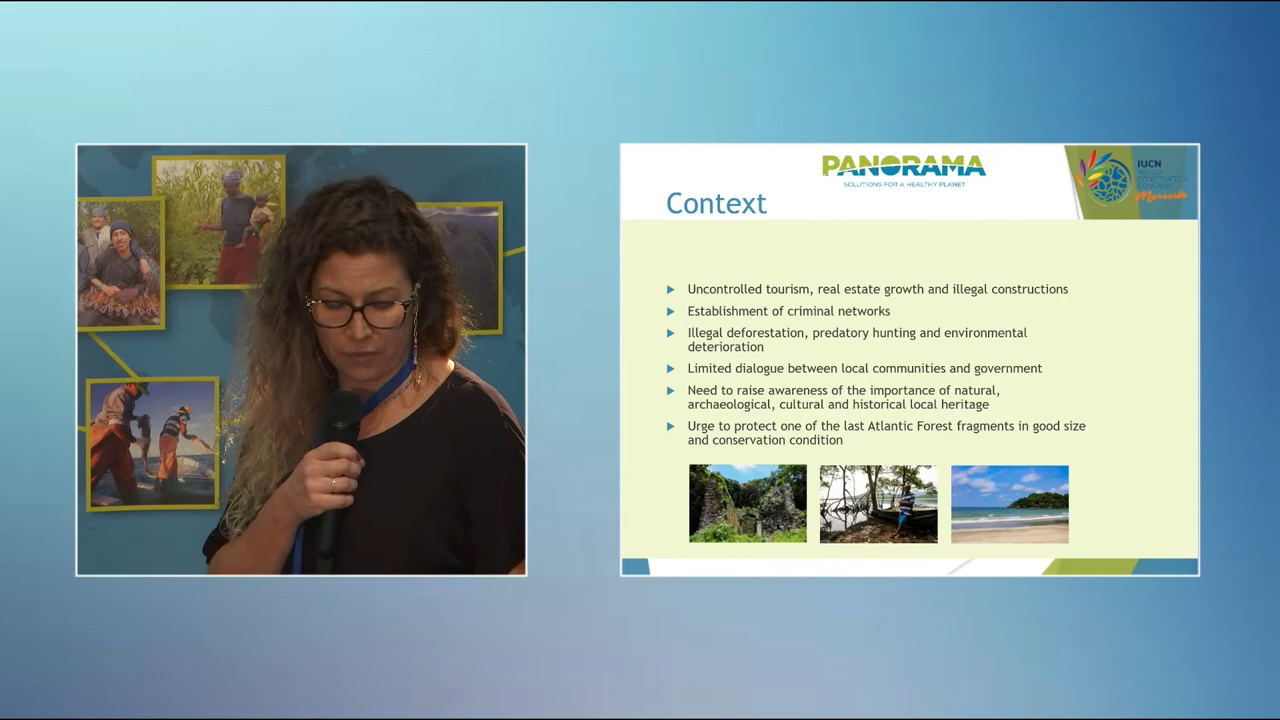 PANORAMA
SOLUTIONS FOR A HEALTHY PLANET
IUCN
WORLD
CONSERVATION
CONGRESS
Marseille
Context
Uncontrolled tourism, real estate growth and illegal constructions
Establishment of criminal networks
Illegal deforestation, predatory hunting and environmental
deterioration
Limited dialogue between local communities and government
Need to raise awareness of the importance of natural,
archaeological, cultural and historical local heritage
Urge to protect one of the last Atlantic Forest fragments in good size
and conservation condition